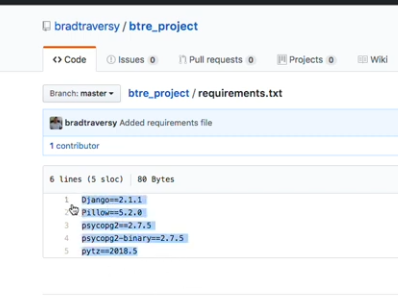 bradtraversy / btre_project
Code Issues 0 Pull requests 0 Projects 0 Wiki
Branch: master btre_project / requirements.txt
bradtraversy Added requirements file
1 contributor
6 lines (5 sloc) 80 Bytes
1 Django==2.1.1
2 Pillow==5.2.0
3 psycopg2==2.7.5
4 psycopg2-binary==2.7.5
5 pytz==2018.5